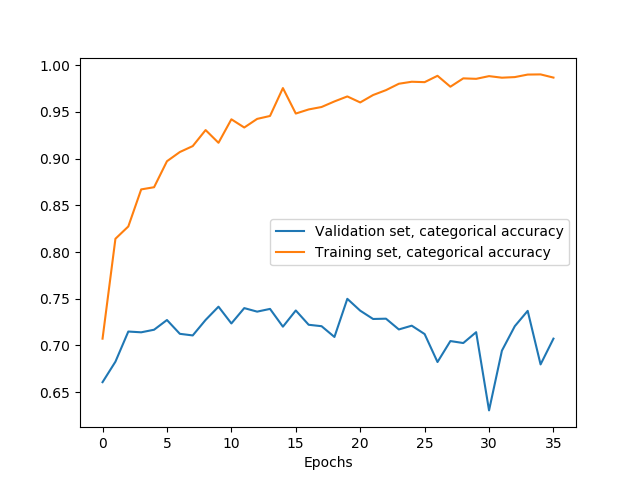 1.00
0.95
0.90
0.85
0.80
0.75
0.70
0.65
Validation set, categorical accuracy
Training set, categorical accuracy
0 5 10 15 20 25 30 35
Epochs